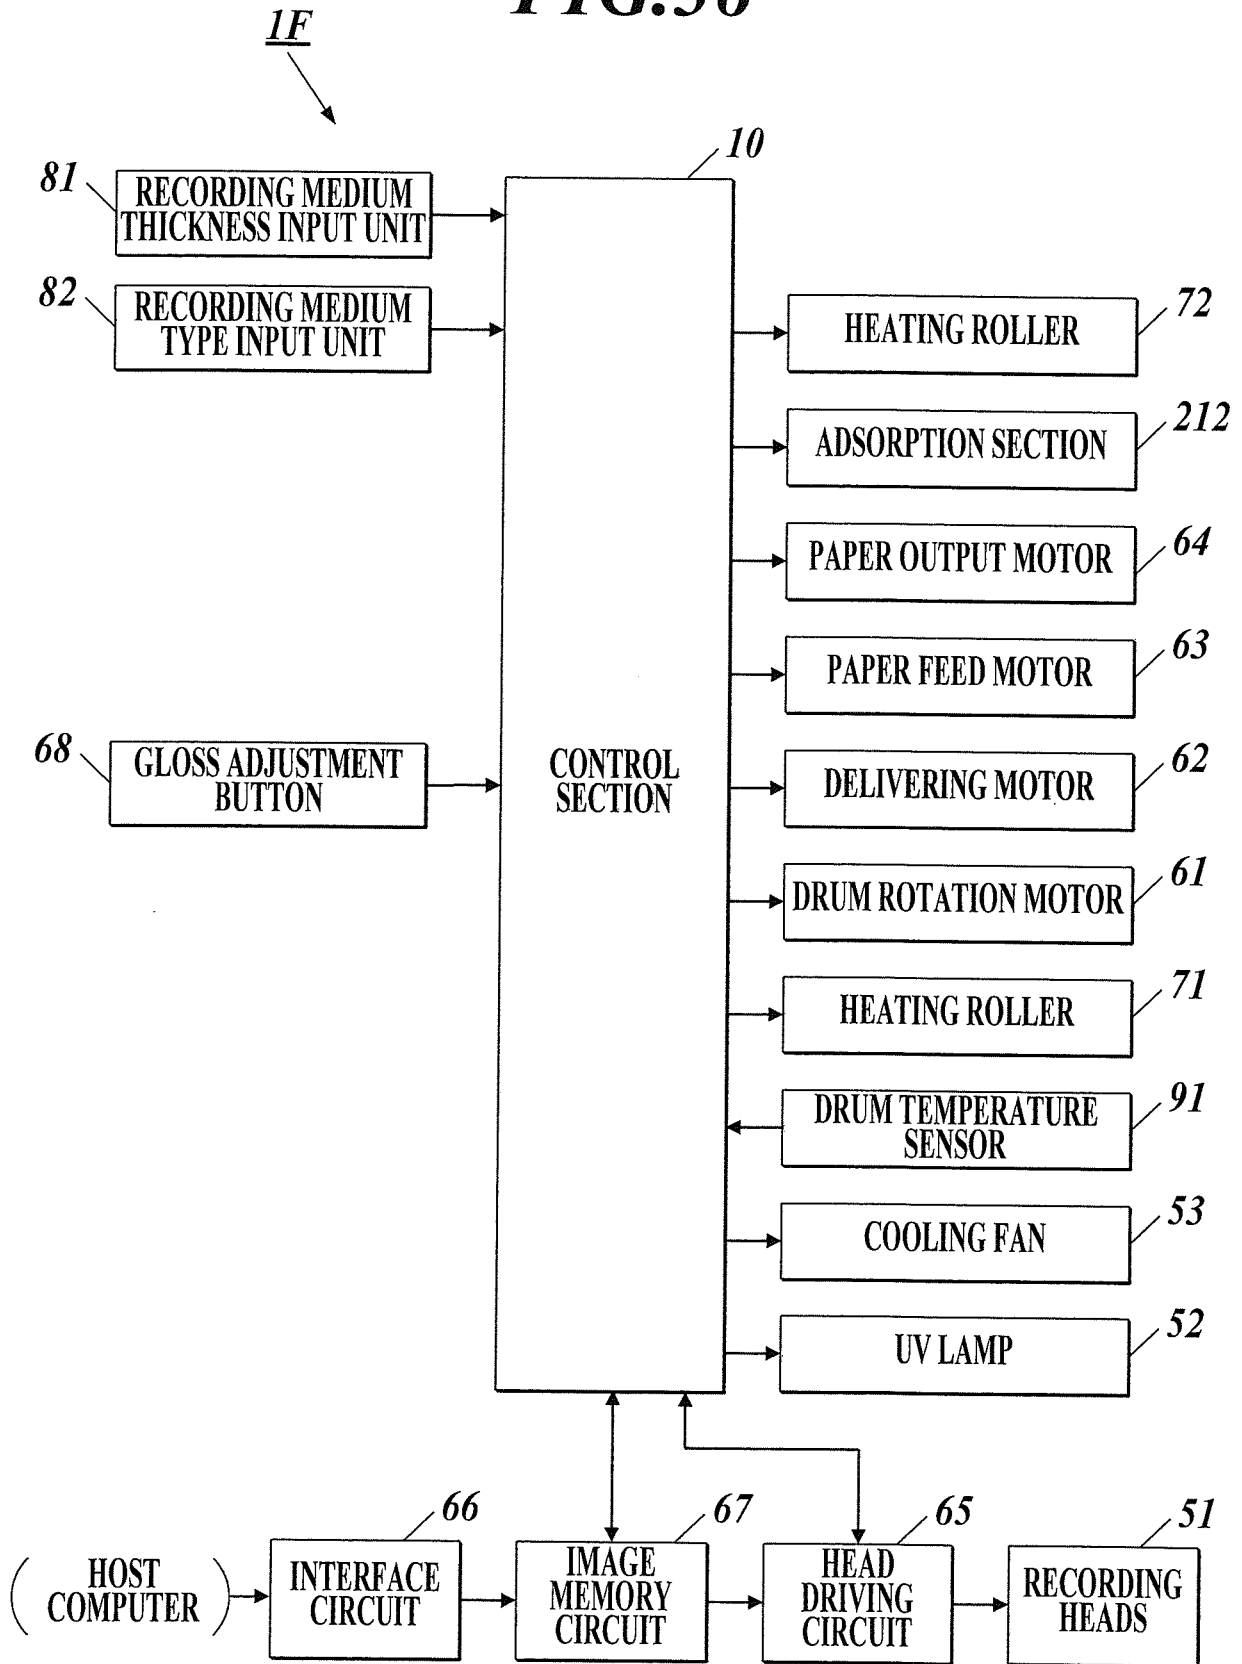 FIG.36
1F
10
81
RECORDING MEDIUM
THICKNESS INPUT UNIT
82
RECORDING MEDIUM
TYPE INPUT UNIT
72
HEATING ROLLER
212
ADSORPTION SECTION
64
PAPER OUTPUT MOTOR
63
PAPER FEED MOTOR
68
GLOSS ADJUSTMENT
BUTTON
CONTROL
SECTION
62
DELIVERING MOTOR
61
DRUM ROTATION MOTOR
71
HEATING ROLLER
91
DRUM TEMPERATURE
SENSOR
53
COOLING FAN
52
UV LAMP
(HOST
COMPUTER)
66
INTERFACE
CIRCUIT
67
IMAGE
MEMORY
CIRCUIT
65
HEAD
DRIVING
CIRCUIT
51
RECORDING
HEADS